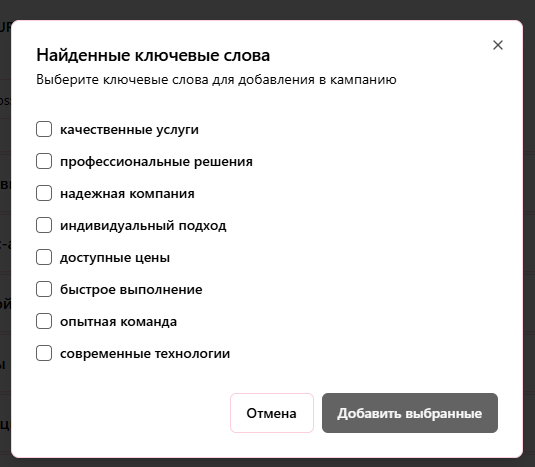 Найденные ключевые слова
Выберите ключевые слова для добавления в кампанию
качественные услуги
профессиональные решения
надежная компания
индивидуальный подход
доступные цены
быстрое выполнение
опытная команда
современные технологии
Отмена
Добавить выбранные